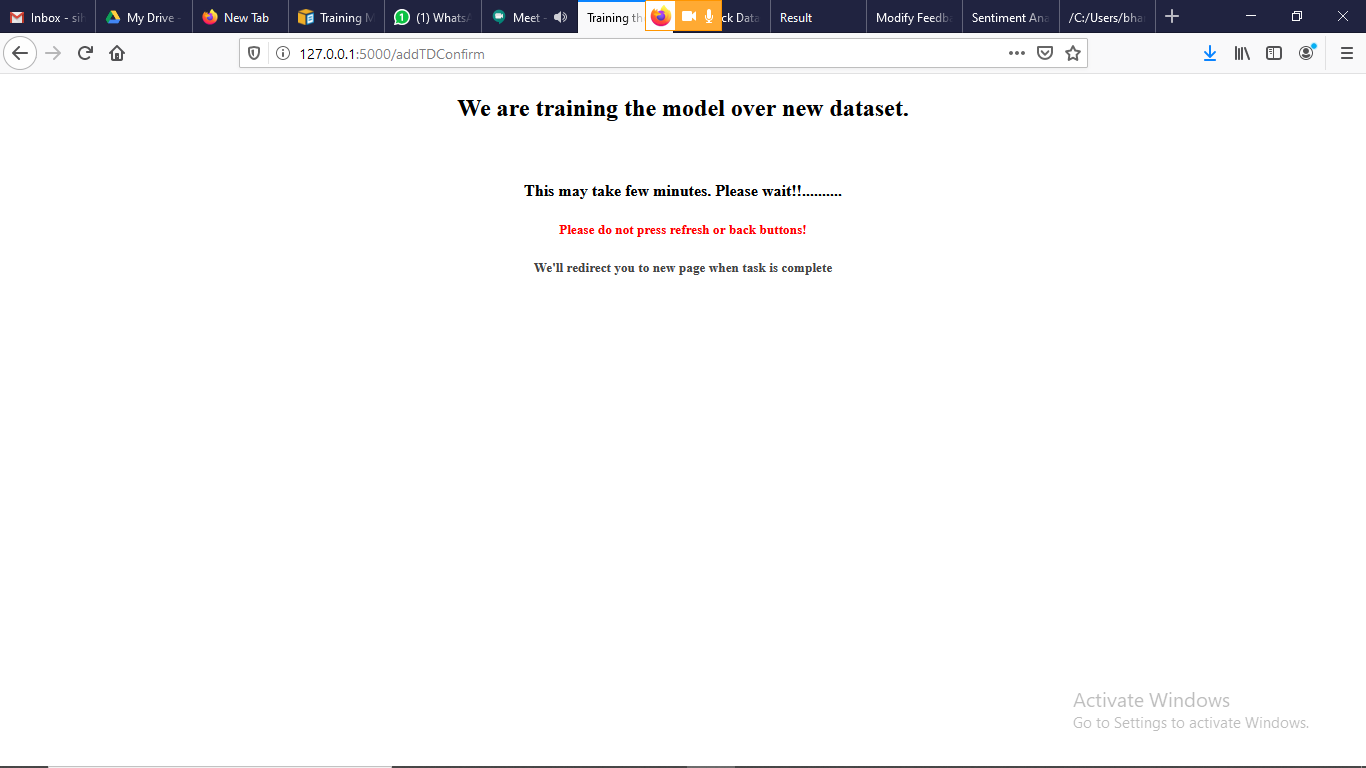 Inbox - sih
My Drive -
New Tab
Training M
(1) WhatsA
Meet -
Training th
ck Data
Result
Modify Feedb
Sentiment Ana
/C:/Users/bha
127.0.0.1:5000/addTDConfirm
We are training the model over new dataset.
This may take few minutes. Please wait!!..........
Please do not press refresh or back buttons!
We'll redirect you to new page when task is complete
Activate Windows
Go to Settings to activate Windows.